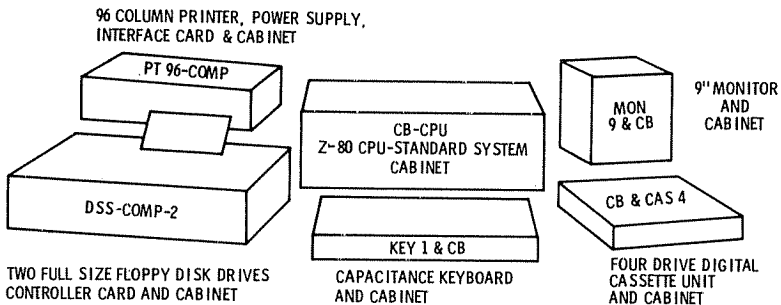 96 COLUMN PRINTER, POWER SUPPLY,
INTERFACE CARD & CABINET
PT 96-COMP
DSS-COMP-2
TWO FULL SIZE FLOPPY DISK DRIVES
CONTROLLER CARD AND CABINET
CB-CPU
Z-80 CPU-STANDARD SYSTEM
CABINET
KEY 1 & CB
CAPACITANCE KEYBOARD
AND CABINET
MON
9 & CB
9" MONITOR
AND
CABINET
CB & CAS 4
FOUR DRIVE DIGITAL
CASSETTE UNIT
AND CABINET